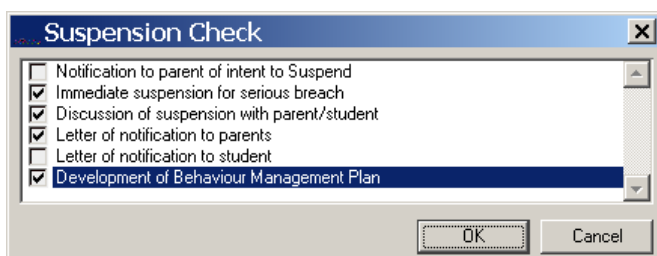 Suspension Check
Notification to parent of intent to Suspend
Immediate suspension for serious breach
Discussion of suspension with parent/student
Letter of notification to parents
Letter of notification to student
Development of Behaviour Management Plan
OK
Cancel